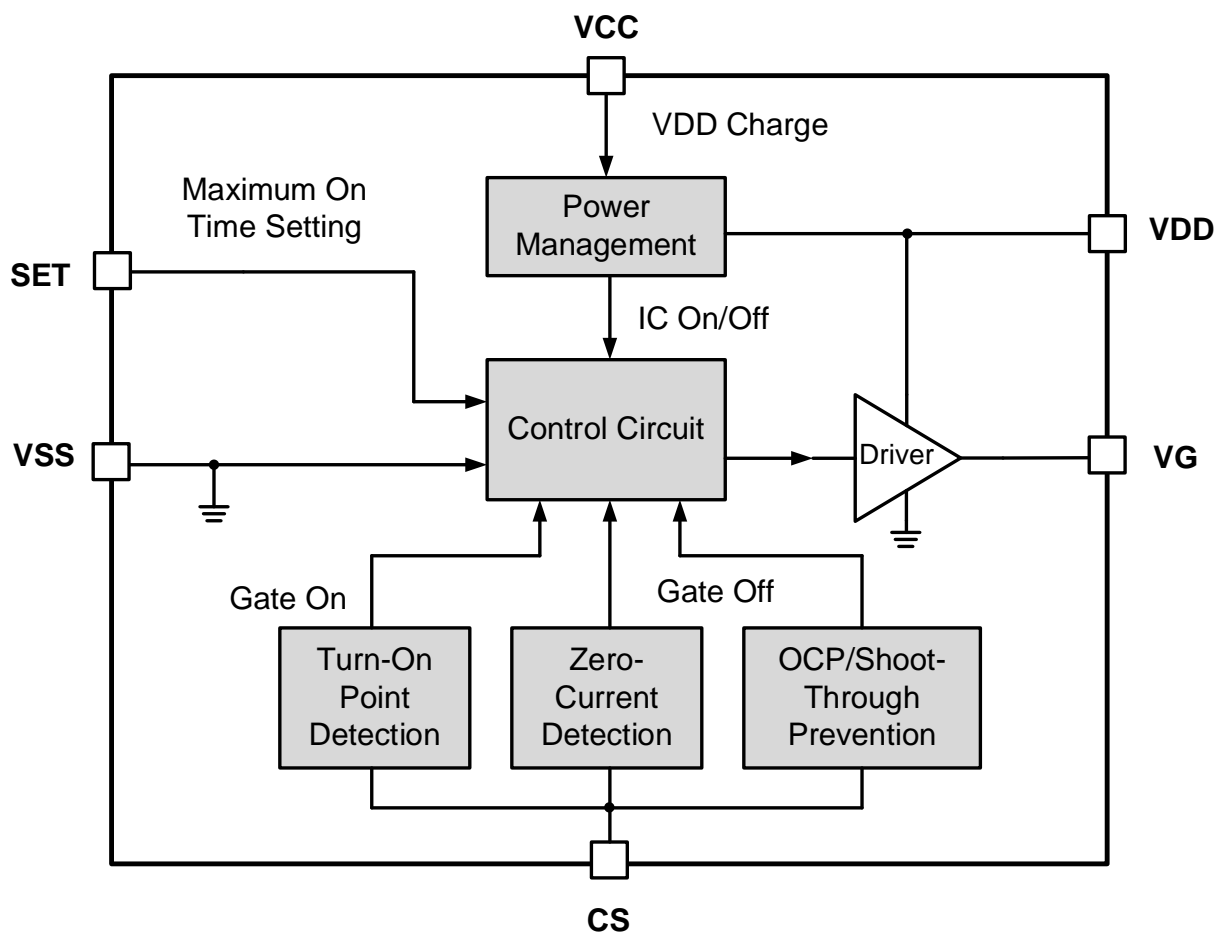 VCC
VDD Charge
Maximum On
Time Setting
Power
Management
VDD
SET
IC On/Off
Control Circuit
VSS
Driver
VG
Gate On
Gate Off
Turn-On
Point
Detection
Zero-
Current
Detection
OCP/Shoot-
Through
Prevention
CS